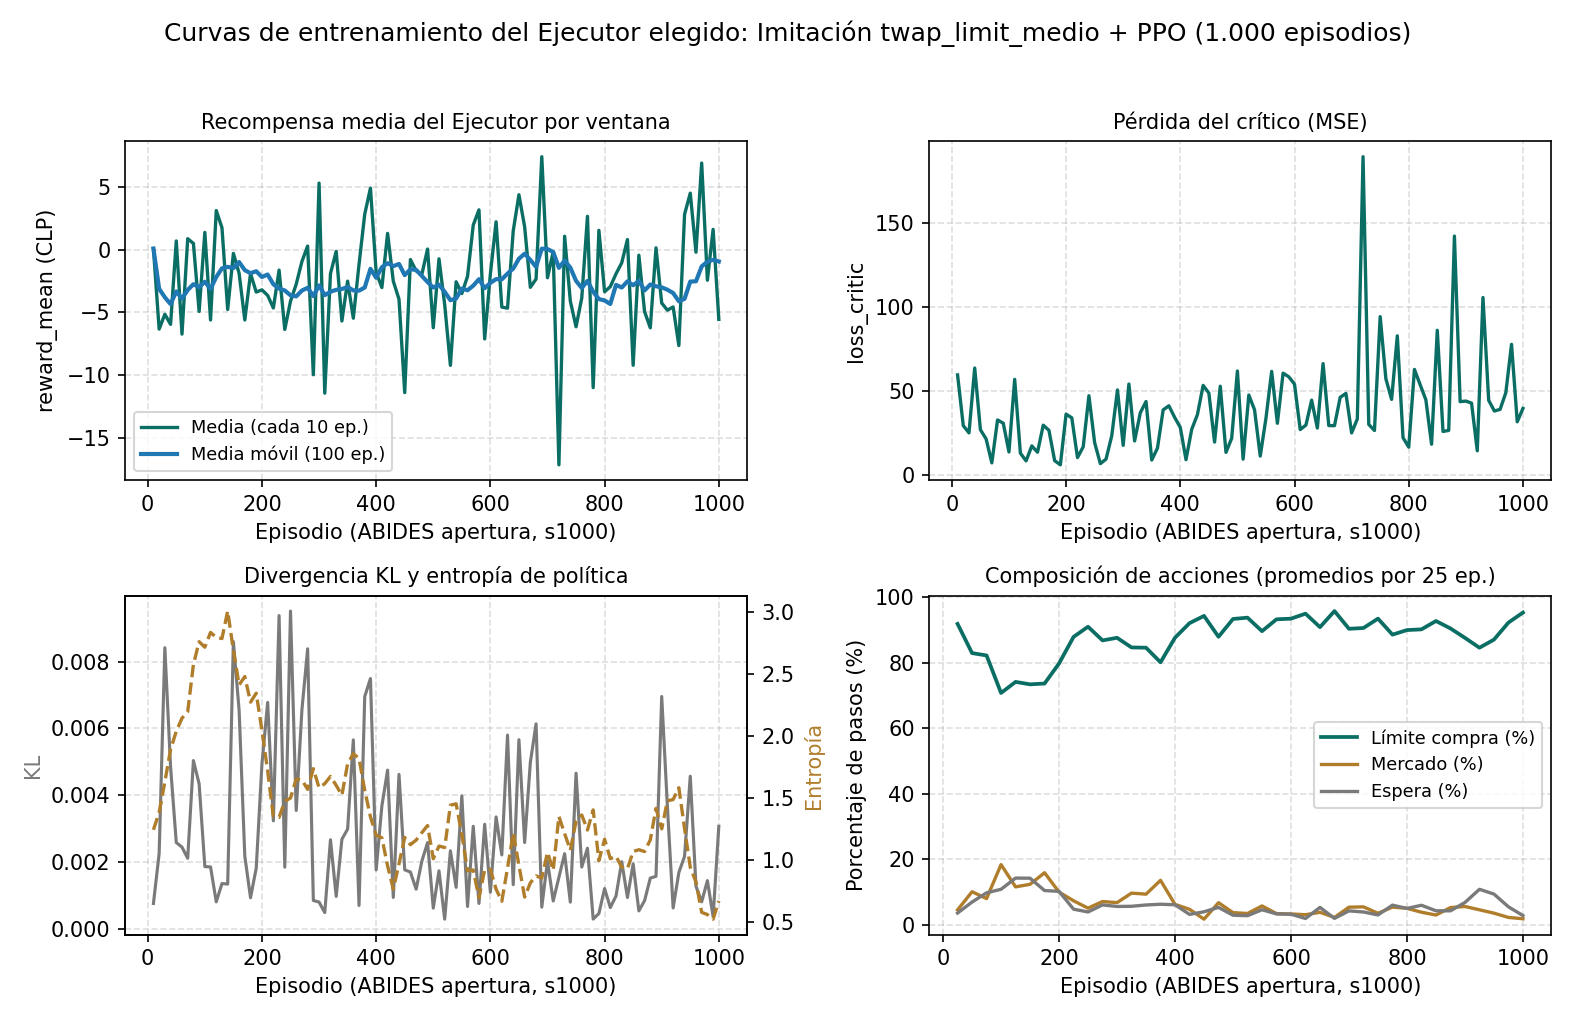 Curvas de entrenamiento del Ejecutor elegido: Imitación twap_limit_medio + PPO (1.000 episodios)
Recompensa media del Ejecutor por ventana
reward_mean (CLP)
5
0
−5
−10
−15
Media (cada 10 ep.)
Media móvil (100 ep.)
0 200 400 600 800 1000
Episodio (ABIDES apertura, s1000)
Pérdida del crítico (MSE)
loss_critic
150
100
50
0
0 200 400 600 800 1000
Episodio (ABIDES apertura, s1000)
Divergencia KL y entropía de política
KL
0.008
0.006
0.004
0.002
0.000
3.0
2.5
2.0
1.5
1.0
0.5
Entropía
0 200 400 600 800 1000
Episodio (ABIDES apertura, s1000)
Composición de acciones (promedios por 25 ep.)
Porcentaje de pasos (%)
100
80
60
40
20
0
Límite compra (%)
Mercado (%)
Espera (%)
0 200 400 600 800 1000
Episodio (ABIDES apertura, s1000)